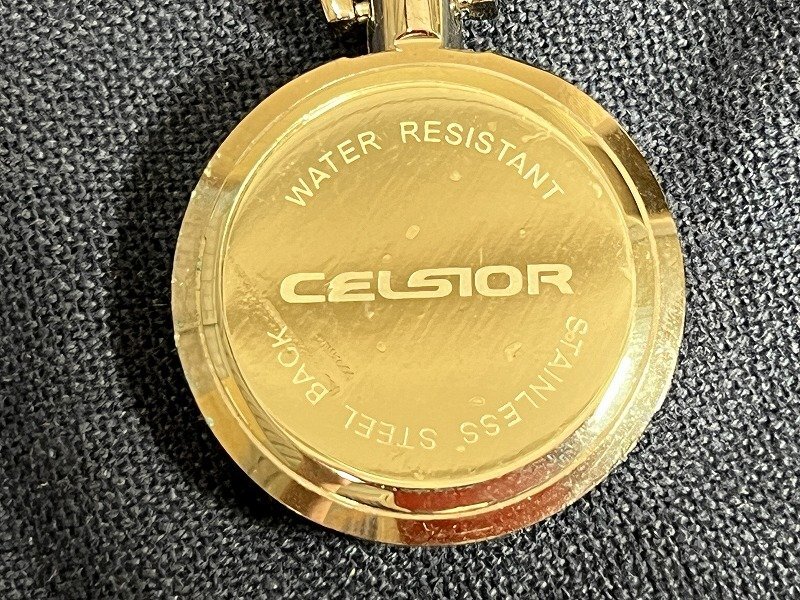 WATER RESISTANT
CELSIOR
STAINLESS STEEL BACK